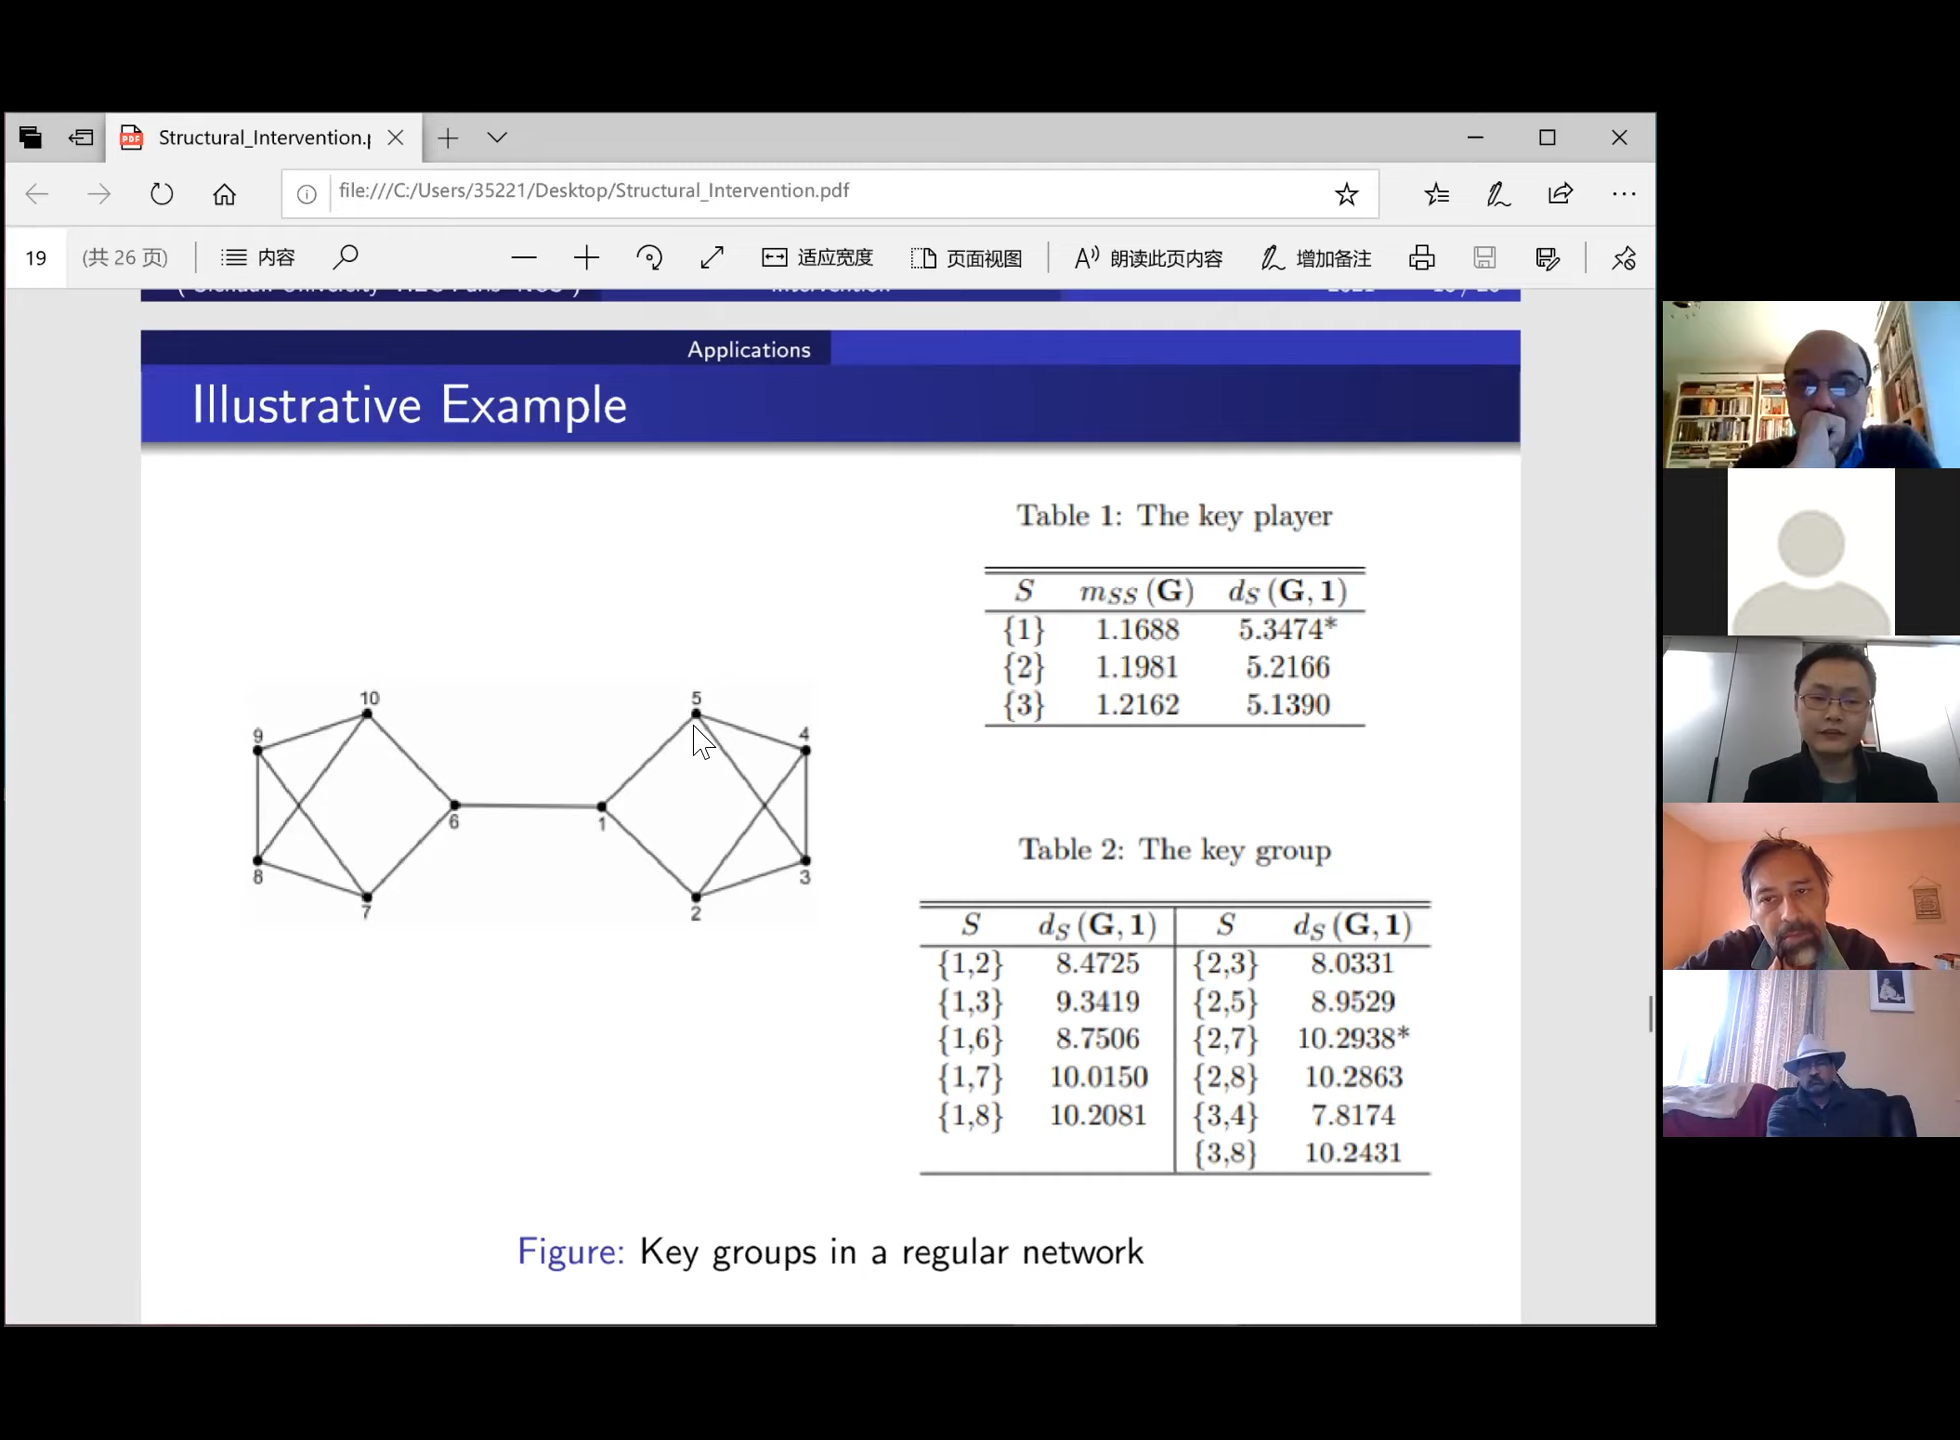 Structural_Intervention.p
file:///C:/Users/35221/Desktop/Structural_Intervention.pdf
19 (共 26 页) 内容 适应宽度 页面视图 朗读此页内容 增加备注
Applications
Illustrative Example
10
5
9
4
6
1
8
3
7
2
Table 1: The key player
S mSS (G) dS (G, 1)
{1} 1.1688 5.3474*
{2} 1.1981 5.2166
{3} 1.2162 5.1390
Table 2: The key group
S dS (G, 1) S dS (G, 1)
{1,2} 8.4725 {2,3} 8.0331
{1,3} 9.3419 {2,5} 8.9529
{1,6} 8.7506 {2,7} 10.2938*
{1,7} 10.0150 {2,8} 10.2863
{1,8} 10.2081 {3,4} 7.8174
{3,8} 10.2431
Figure: Key groups in a regular network